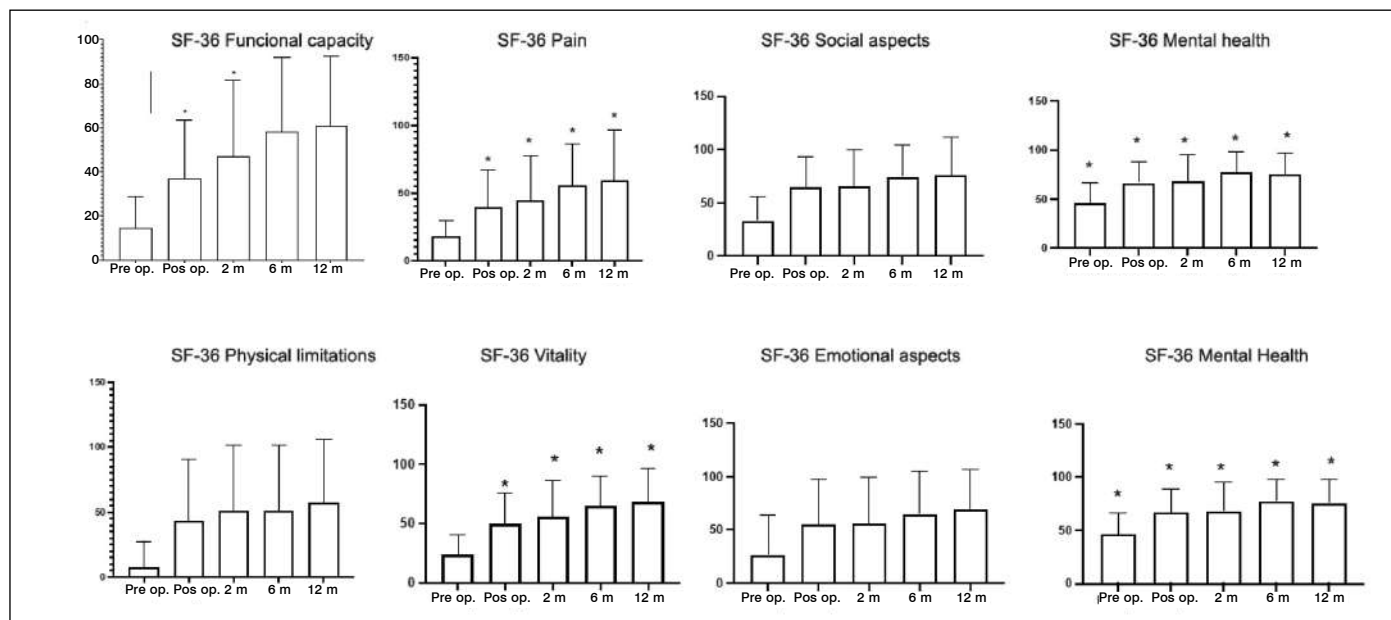 SF-36 Funcional capacity
100
80
60
40
20
0
*
*
Pre op. Pos op. 2 m 6 m 12 m
SF-36 Pain
150
100
50
0
* * * *
Pre op. Pos op. 2 m 6 m 12 m
SF-36 Social aspects
150
100
50
0
Pre op. Pos op. 2 m 6 m 12 m
SF-36 Mental health
150
100
50
0
* * * * *
Pre op. Pos op. 2 m 6 m 12 m
SF-36 Physical limitations
150
100
50
0
Pre op. Pos op. 2 m 6 m 12 m
SF-36 Vitality
150
100
50
0
* * * *
Pre op. Pos op. 2 m 6 m 12 m
SF-36 Emotional aspects
150
100
50
0
Pre op. Pos op. 2 m 6 m 12 m
SF-36 Mental Health
150
100
50
0
* * * * *
Pre op. Pos op. 2 m 6 m 12 m